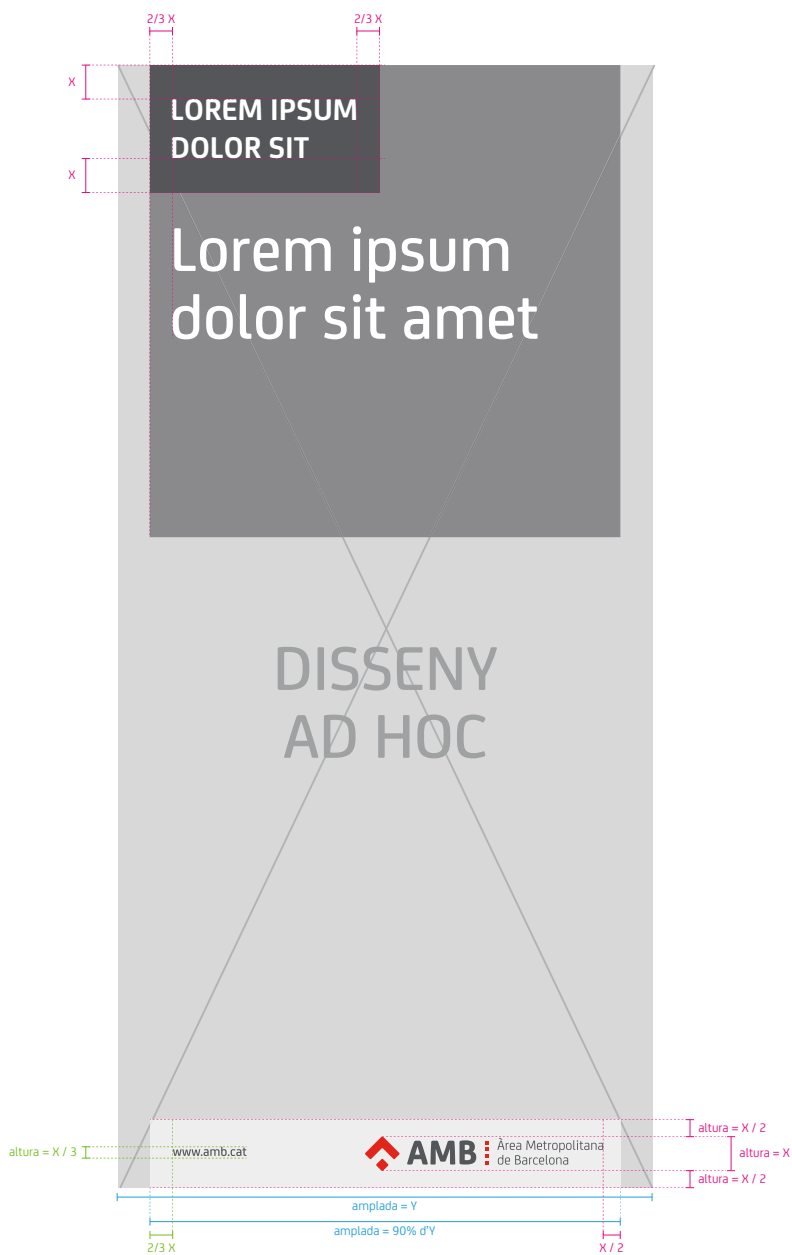 2/3 X
2/3 X
X
LOREM IPSUM
DOLOR SIT
X
Lorem ipsum
dolor sit amet
DISSENY
AD HOC
altura = X / 2
altura = X / 3
www.amb.cat
AMB
Àrea Metropolitana
de Barcelona
altura = X
altura = X / 2
amplada = Y
amplada = 90% d'Y
2/3 X
X / 2